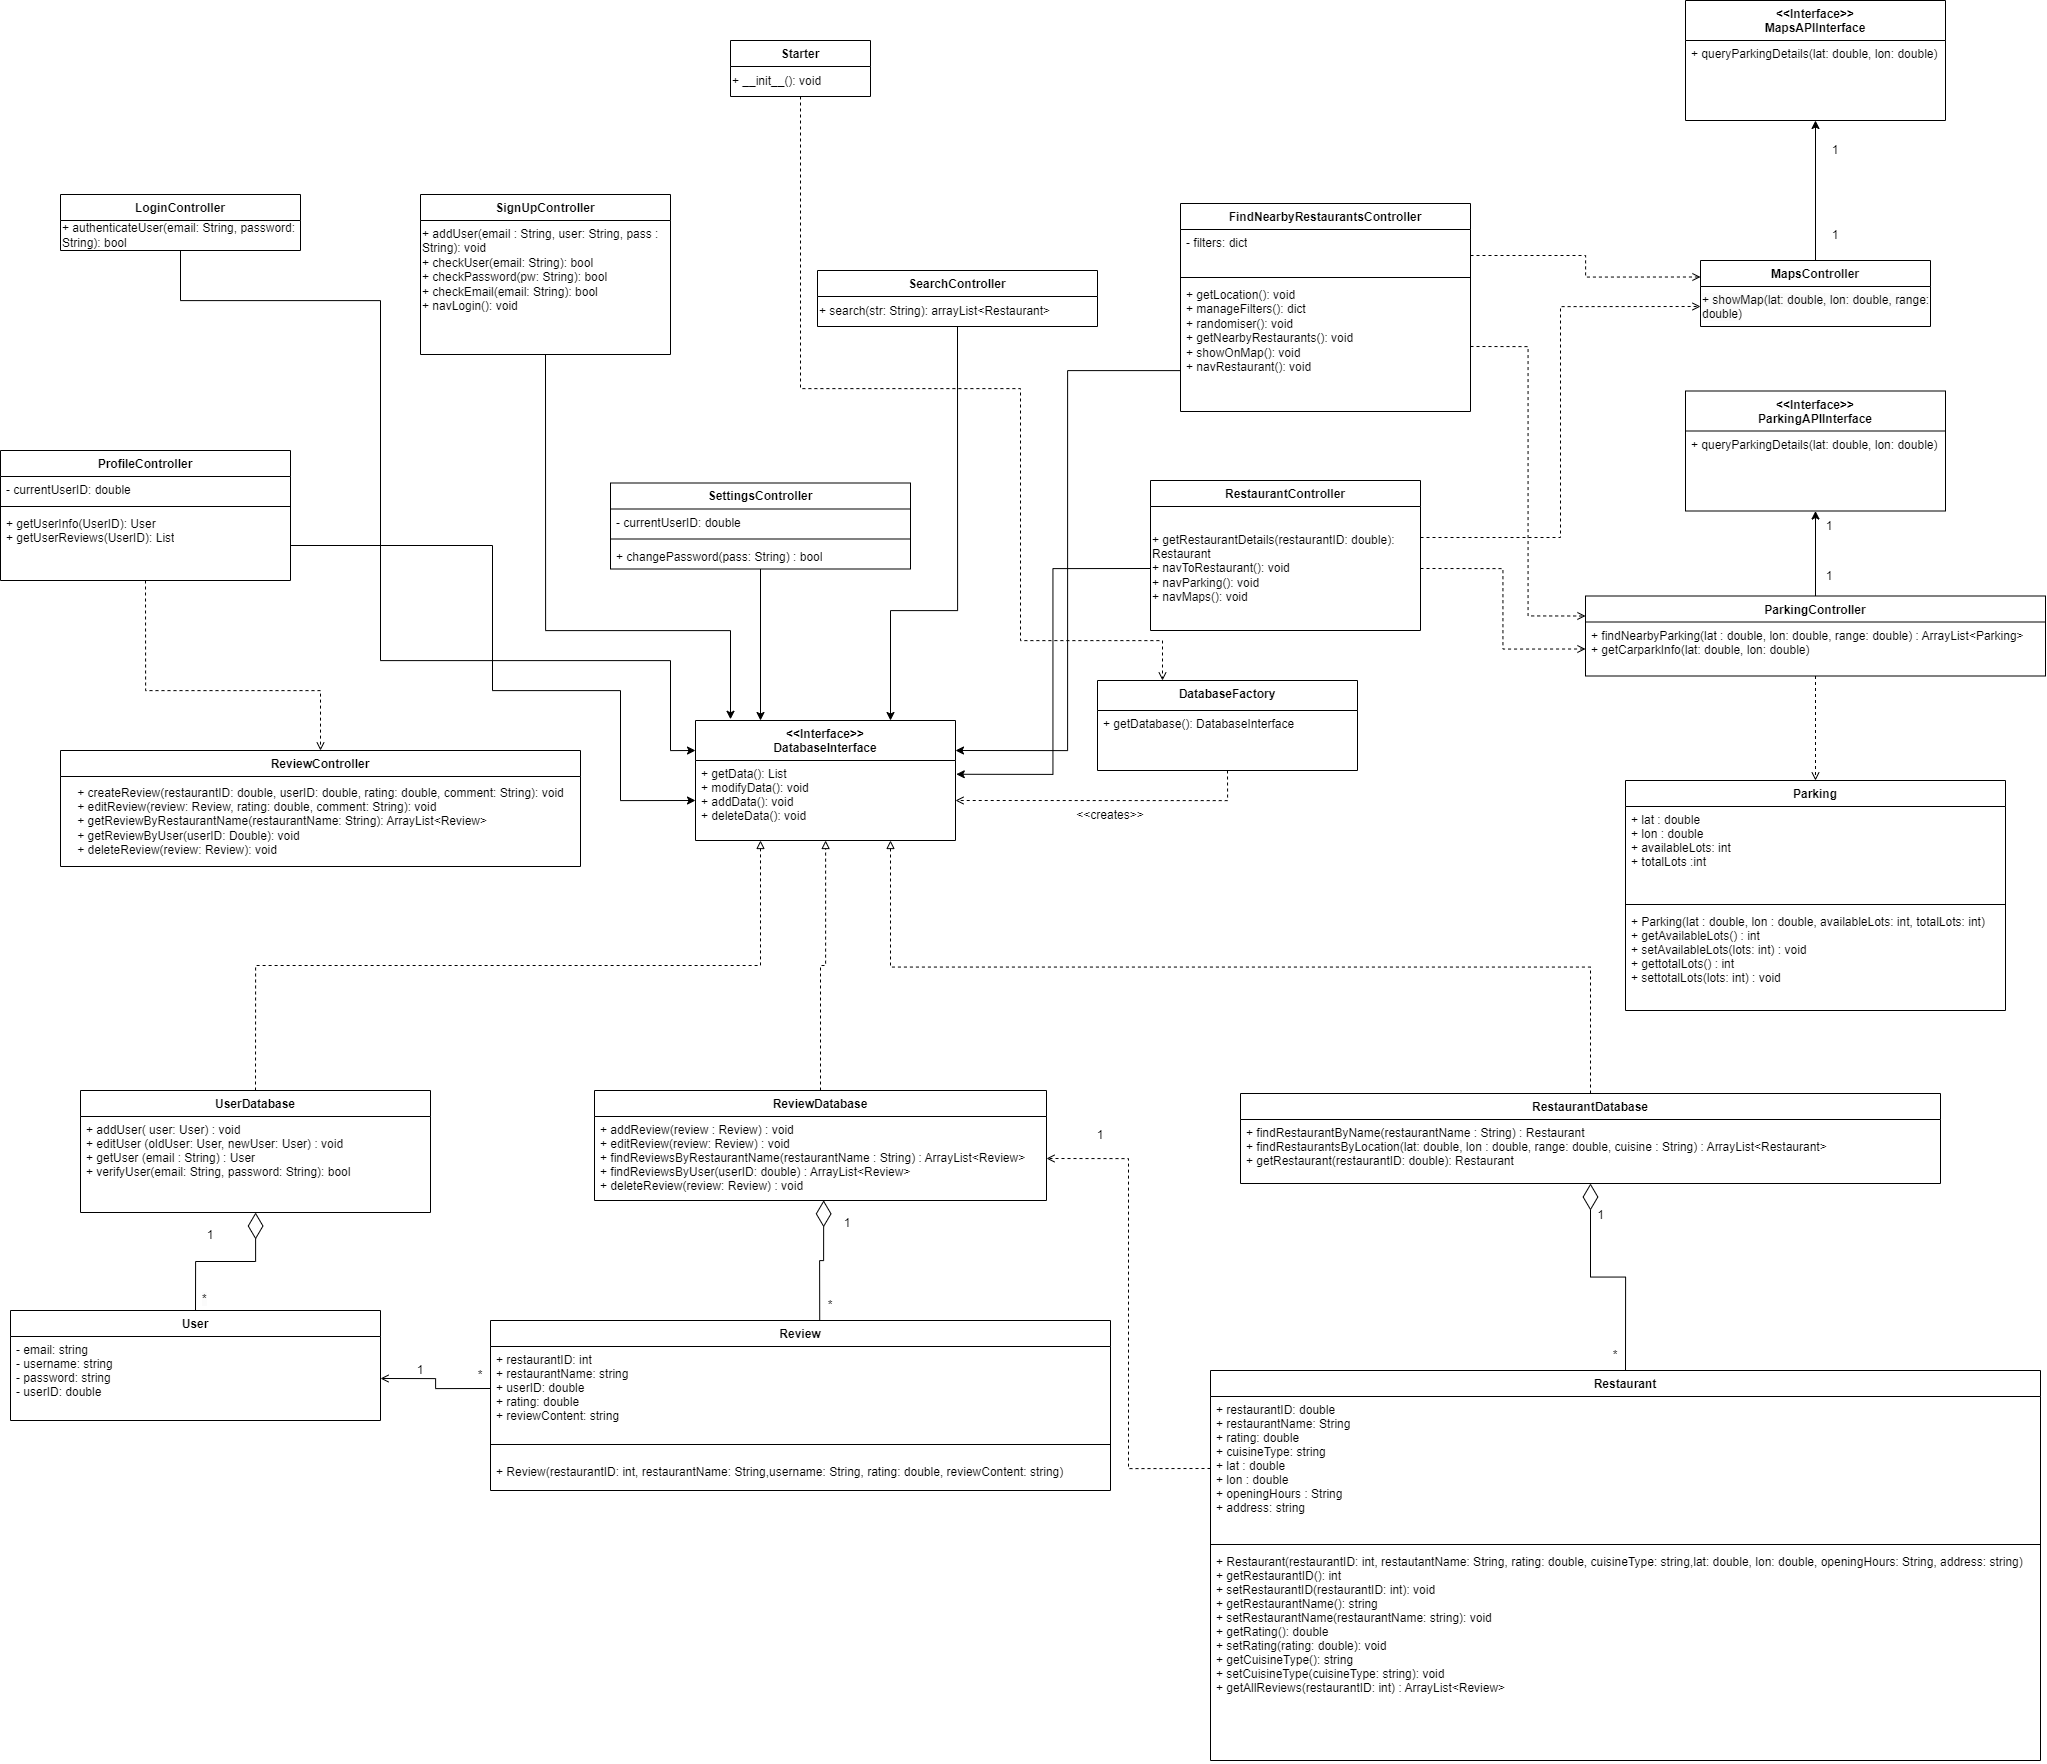 <<Interface>>
MapsAPIInterface
+ queryParkingDetails(lat: double, lon: double)
1
1
Starter
+ __init__(): void
LoginController
+ authenticateUser(email: String, password:
String): bool
SignUpController
+ addUser(email : String, user: String, pass :
String): void
+ checkUser(email: String): bool
+ checkPassword(pw: String): bool
+ checkEmail(email: String): bool
+ navLogin(): void
SearchController
+ search(str: String): arrayList<Restaurant>
FindNearbyRestaurantsController
- filters: dict
+ getLocation(): void
+ manageFilters(): dict
+ randomiser(): void
+ getNearbyRestaurants(): void
+ showOnMap(): void
+ navRestaurant(): void
MapsController
+ showMap(lat: double, lon: double, range:
double)
<<Interface>>
ParkingAPIInterface
+ queryParkingDetails(lat: double, lon: double)
1
1
ProfileController
- currentUserID: double
+ getUserInfo(UserID): User
+ getUserReviews(UserID): List
SettingsController
- currentUserID: double
+ changePassword(pass: String) : bool
RestaurantController
+ getRestaurantDetails(restaurantID: double):
Restaurant
+ navToRestaurant(): void
+ navParking(): void
+ navMaps(): void
ParkingController
+ findNearbyParking(lat : double, lon: double, range: double) : ArrayList<Parking>
+ getCarparkInfo(lat: double, lon: double)
DatabaseFactory
+ getDatabase(): DatabaseInterface
<<creates>>
<<Interface>>
DatabaseInterface
+ getData(): List
+ modifyData(): void
+ addData(): void
+ deleteData(): void
ReviewController
+ createReview(restaurantID: double, userID: double, rating: double, comment: String): void
+ editReview(review: Review, rating: double, comment: String): void
+ getReviewByRestaurantName(restaurantName: String): ArrayList<Review>
+ getReviewByUser(userID: Double): void
+ deleteReview(review: Review): void
Parking
+ lat : double
+ lon : double
+ availableLots: int
+ totalLots :int
+ Parking(lat : double, lon : double, availableLots: int, totalLots: int)
+ getAvailableLots() : int
+ setAvailableLots(lots: int) : void
+ gettotalLots() : int
+ settotalLots(lots: int) : void
UserDatabase
+ addUser( user: User) : void
+ editUser (oldUser: User, newUser: User) : void
+ getUser (email : String) : User
+ verifyUser(email: String, password: String): bool
1
*
ReviewDatabase
+ addReview(review : Review) : void
+ editReview(review: Review) : void
+ findReviewsByRestaurantName(restaurantName : String) : ArrayList<Review>
+ findReviewsByUser(userID: double) : ArrayList<Review>
+ deleteReview(review: Review) : void
1
*
1
RestaurantDatabase
+ findRestaurantByName(restaurantName : String) : Restaurant
+ findRestaurantsByLocation(lat: double, lon : double, range: double, cuisine : String) : ArrayList<Restaurant>
+ getRestaurant(restaurantID: double): Restaurant
1
*
User
- email: string
- username: string
- password: string
- userID: double
1
*
Review
+ restaurantID: int
+ restaurantName: string
+ userID: double
+ rating: double
+ reviewContent: string
+ Review(restaurantID: int, restaurantName: String,username: String, rating: double, reviewContent: string)
Restaurant
+ restaurantID: double
+ restaurantName: String
+ rating: double
+ cuisineType: string
+ lat : double
+ lon : double
+ openingHours : String
+ address: string
+ Restaurant(restaurantID: int, restautantName: String, rating: double, cuisineType: string,lat: double, lon: double, openingHours: String, address: string)
+ getRestaurantID(): int
+ setRestaurantID(restaurantID: int): void
+ getRestaurantName(): string
+ setRestaurantName(restaurantName: string): void
+ getRating(): double
+ setRating(rating: double): void
+ getCuisineType(): string
+ setCuisineType(cuisineType: string): void
+ getAllReviews(restaurantID: int) : ArrayList<Review>